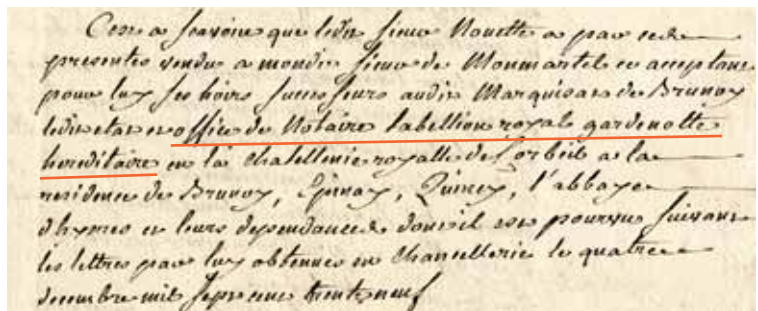 Cest a scavoir que ledit sieur Nouette a par ces
presentes vendu a mondit sieur de Monmartel ce acceptant
pour luy ses hoirs successeurs audit Marquisat de Brunoy
ledit etat et office de Notaire tabellion royal gardenotte
hereditaire en la chatellenie royalle de Corbeil a la
residence de Brunoy, Epinay, Quincy, l'abbaye
d'hyeres et leurs dependances dont il est pourvu suivant
les lettres par luy obtenues en Chancellerie le quatre
decembre mil sept cent trente neuf